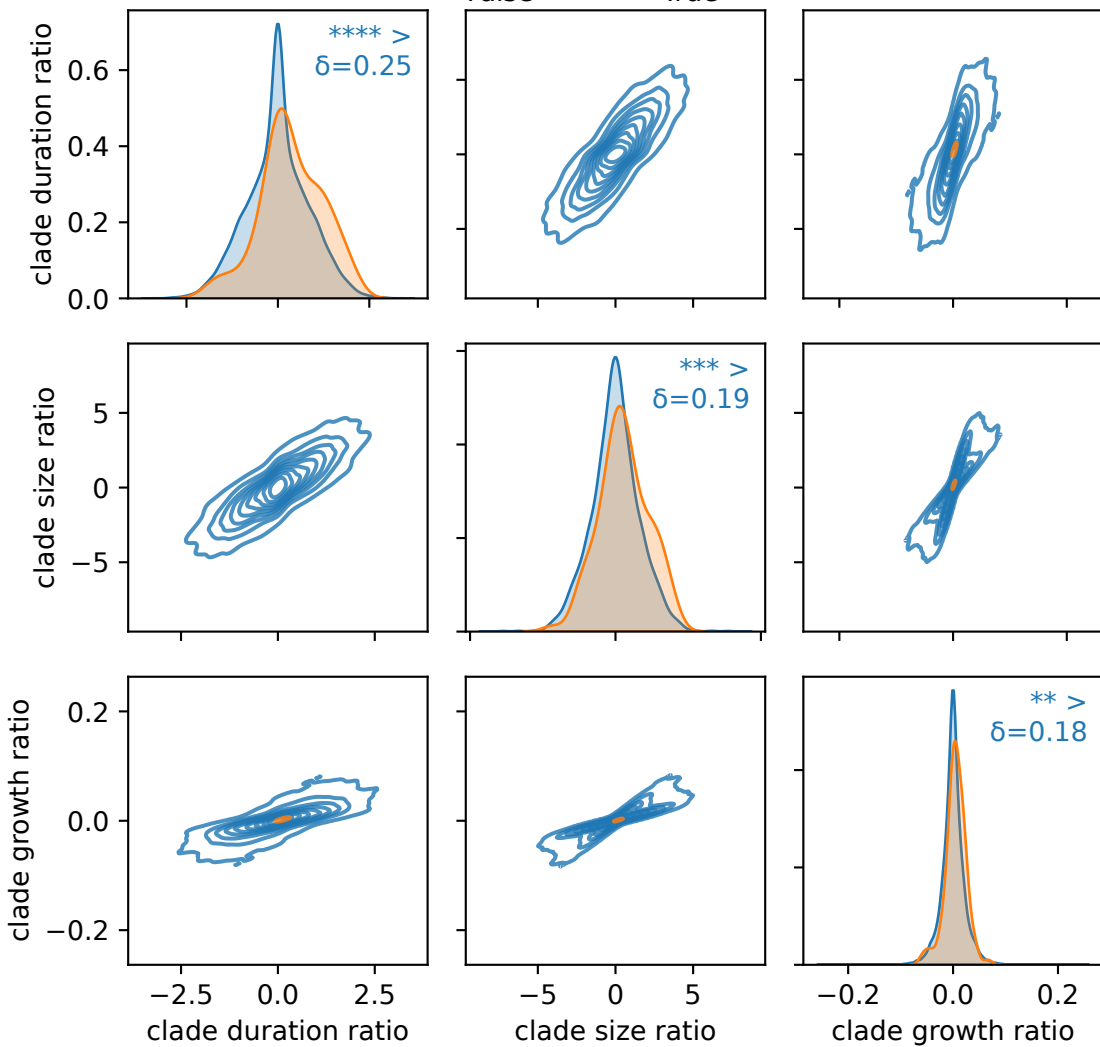 **** >
δ=0.25
clade duration ratio
0.6
0.4
0.2
0.0
*** >
δ=0.19
clade size ratio
5
0
−5
** >
δ=0.18
clade growth ratio
0.2
0.0
−0.2
−2.5 0.0 2.5
−5 0 5
−0.2 0.0 0.2
clade duration ratio
clade size ratio
clade growth ratio